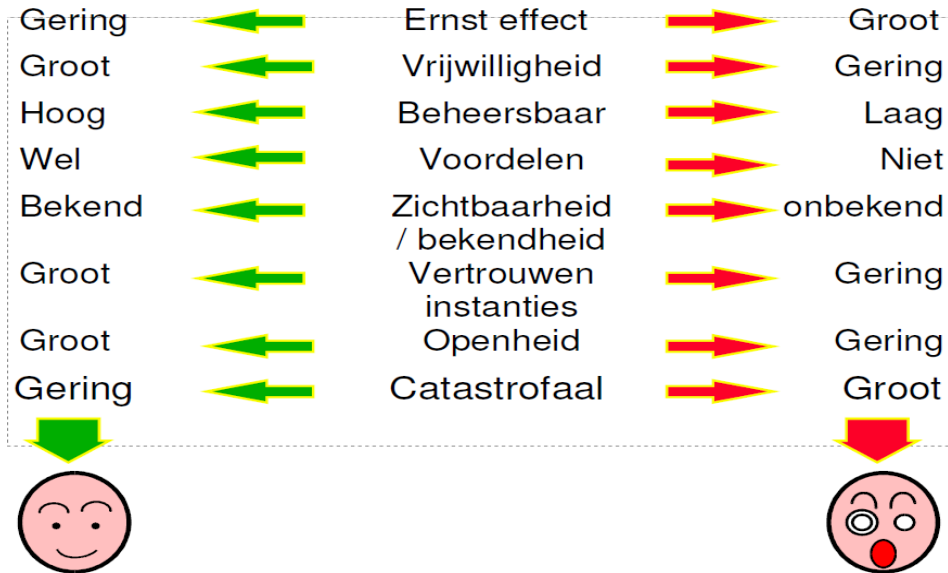 Gering Ernst effect Groot
Groot Vrijwilligheid Gering
Hoog Beheersbaar Laag
Wel Voordelen Niet
Bekend Zichtbaarheid onbekend
/ bekendheid
Groot Vertrouwen Gering
instanties
Groot Openheid Gering
Gering Catastrofaal Groot